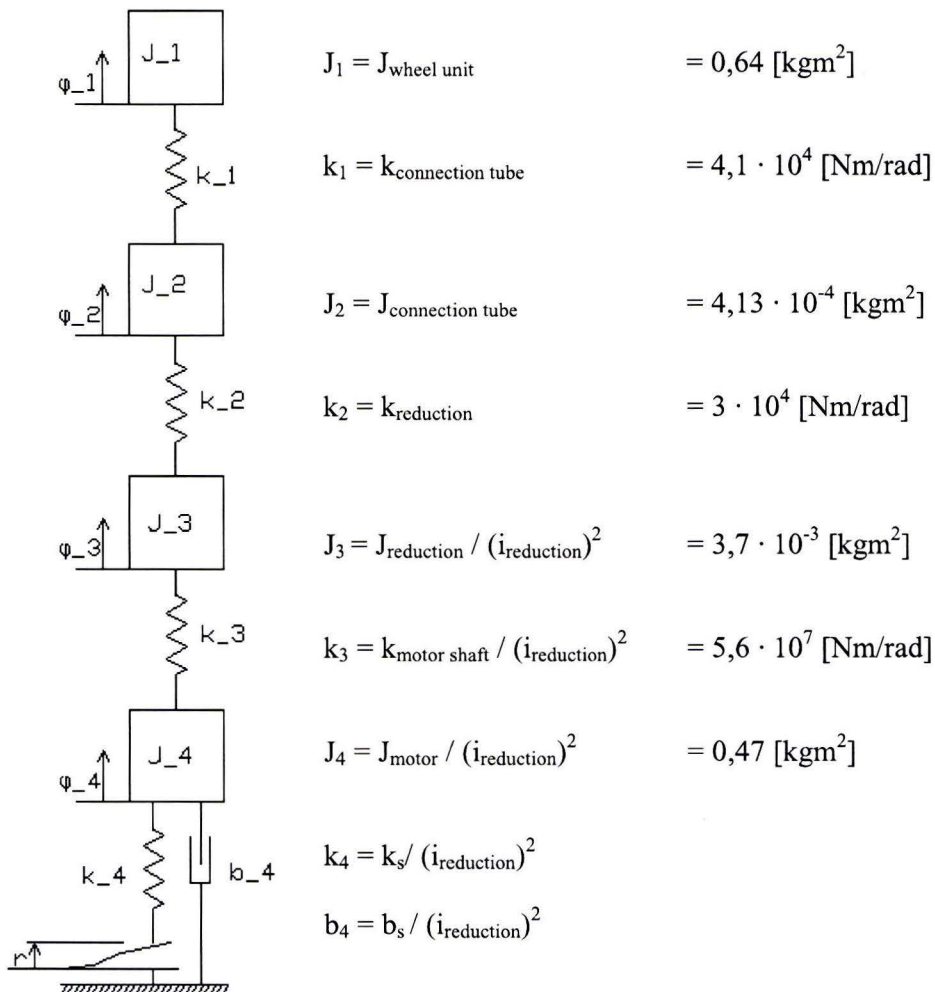 J_1
φ_1
J₁ = J_wheel unit = 0,64 [kgm²]
k_1
k₁ = k_connection tube = 4,1 · 10⁴ [Nm/rad]
J_2
φ_2
J₂ = J_connection tube = 4,13 · 10⁻⁴ [kgm²]
k_2
k₂ = k_reduction = 3 · 10⁴ [Nm/rad]
J_3
φ_3
J₃ = J_reduction / (i_reduction)² = 3,7 · 10⁻³ [kgm²]
k_3
k₃ = k_motor shaft / (i_reduction)² = 5,6 · 10⁷ [Nm/rad]
J_4
φ_4
J₄ = J_motor / (i_reduction)² = 0,47 [kgm²]
k_4
b_4
k₄ = k_s/ (i_reduction)²
b₄ = b_s / (i_reduction)²
r